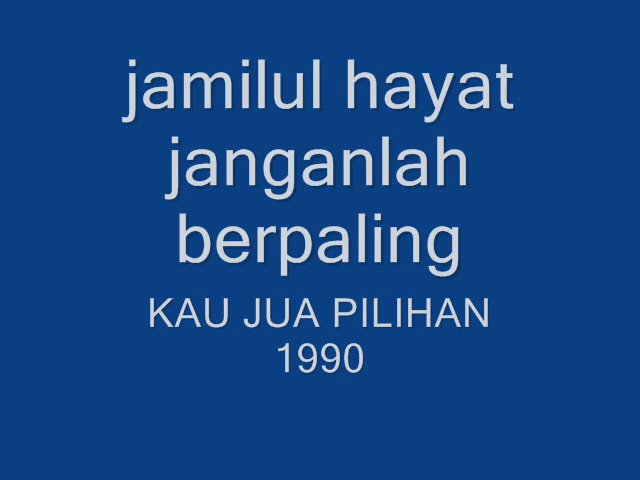 jamilul hayat
janganlah
berpaling
KAU JUA PILIHAN
1990